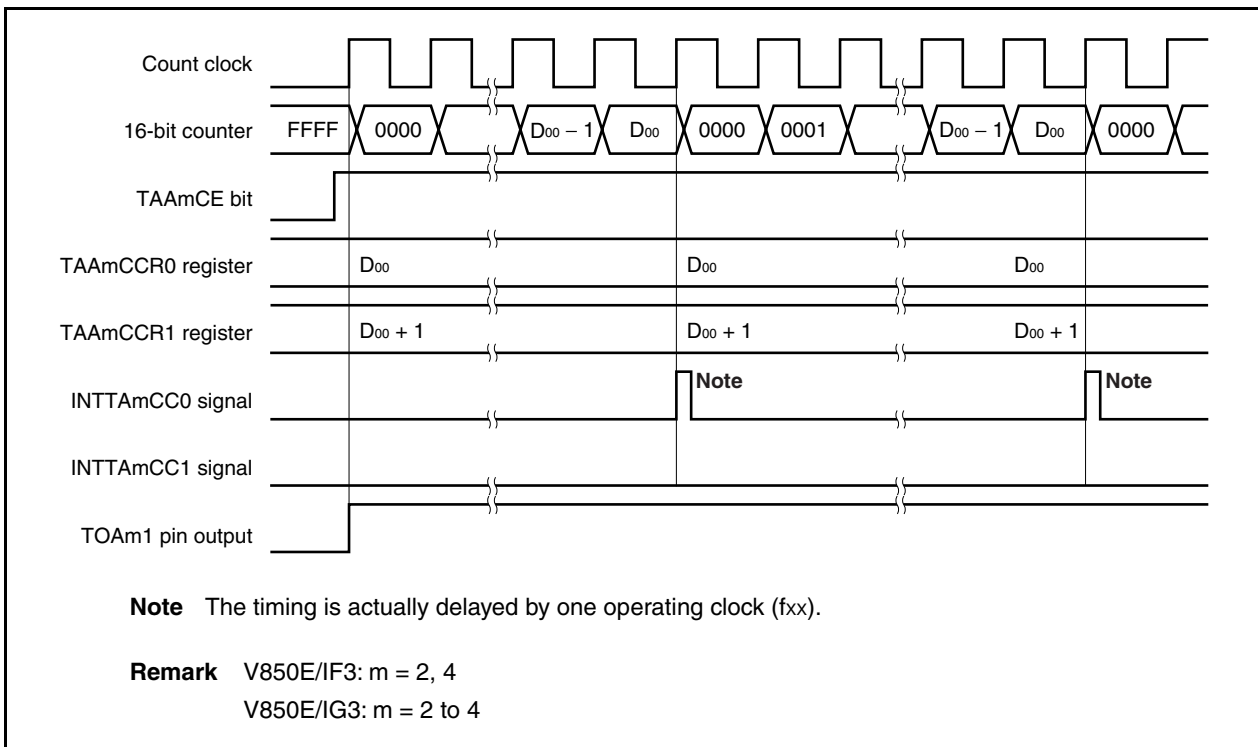 Count clock
16-bit counter FFFF 0000 D00 − 1 D00 0000 0001 D00 − 1 D00 0000
TAAmCE bit
TAAmCCR0 register D00 D00 D00
TAAmCCR1 register D00 + 1 D00 + 1 D00 + 1
INTTAmCC0 signal Note Note
INTTAmCC1 signal
TOAm1 pin output
Note The timing is actually delayed by one operating clock (fxx).
Remark V850E/IF3: m = 2, 4
V850E/IG3: m = 2 to 4